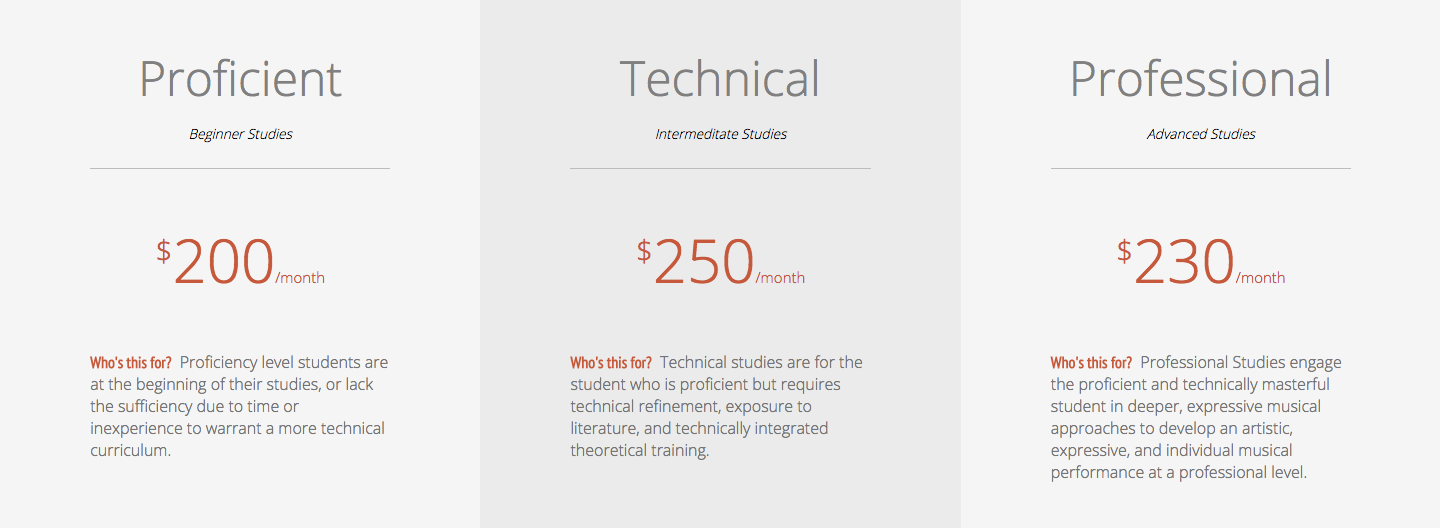 Proficient
Beginner Studies
$200/month
Who's this for? Proficiency level students are
at the beginning of their studies, or lack
the sufficiency due to time or
inexperience to warrant a more technical
curriculum.
Technical
Intermeditate Studies
$250/month
Who's this for? Technical studies are for the
student who is proficient but requires
technical refinement, exposure to
literature, and technically integrated
theoretical training.
Professional
Advanced Studies
$230/month
Who's this for? Professional Studies engage
the proficient and technically masterful
student in deeper, expressive musical
approaches to develop an artistic,
expressive, and individual musical
performance at a professional level.